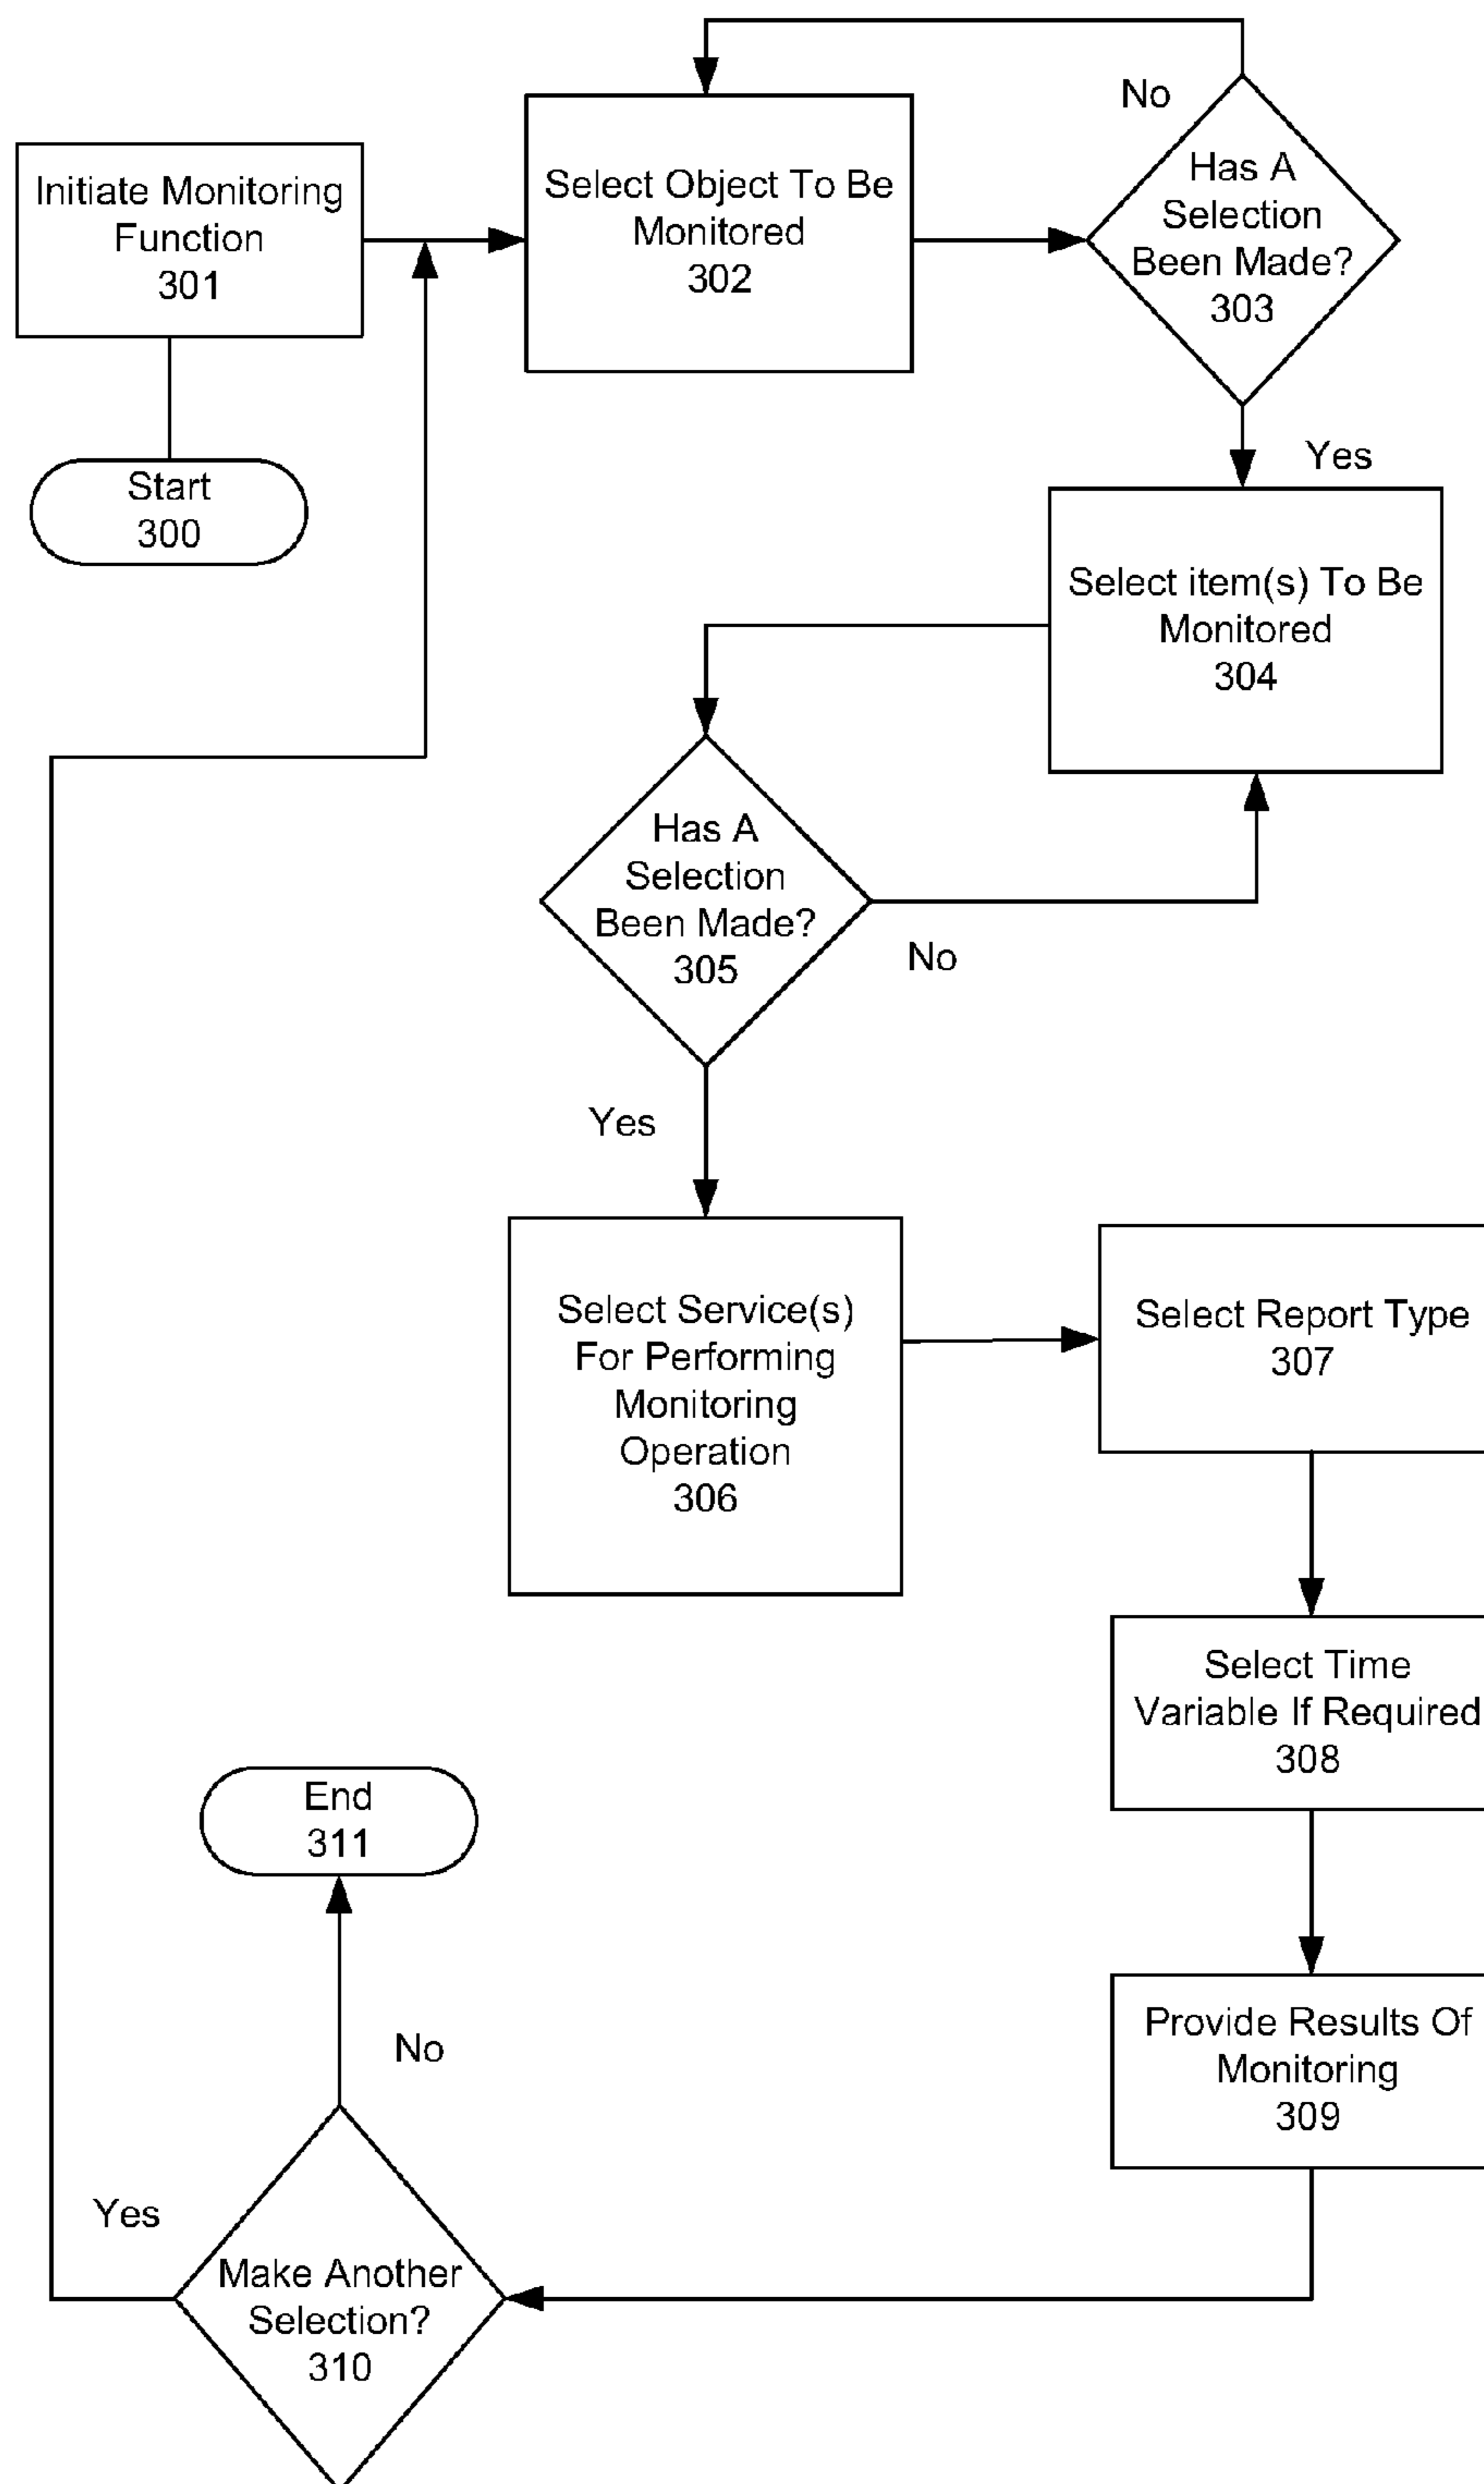 Initiate Monitoring
Function
301
Start
300
Select Object To Be
Monitored
302
No
Has A
Selection
Been Made?
303
Yes
Select item(s) To Be
Monitored
304
Has A
Selection
Been Made?
305
No
Yes
Select Service(s)
For Performing
Monitoring
Operation
306
Select Report Type
307
Select Time
Variable If Required
308
Provide Results Of
Monitoring
309
Make Another
Selection?
310
Yes
No
End
311